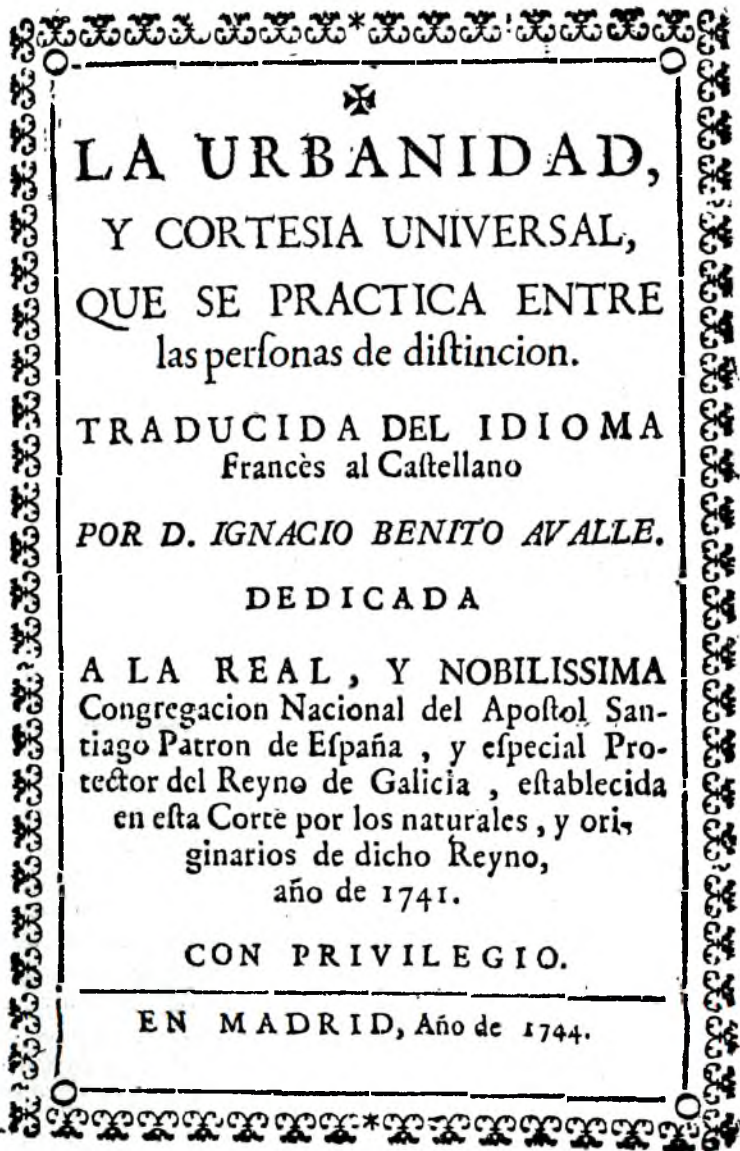 ✠
LA URBANIDAD,
Y CORTESIA UNIVERSAL,
QUE SE PRACTICA ENTRE
las perſonas de diſtincion.
TRADUCIDA DEL IDIOMA
Francès al Caſtellano
POR D. IGNACIO BENITO AVALLE.
DEDICADA
A LA REAL, Y NOBILISSIMA
Congregacion Nacional del Apoſtol San-
tiago Patron de Eſpaña, y eſpecial Pro-
tector del Reyno de Galicia, eſtablecida
en eſta Corte por los naturales, y ori-
ginarios de dicho Reyno,
año de 1741.
CON PRIVILEGIO.
EN MADRID, Año de 1744.